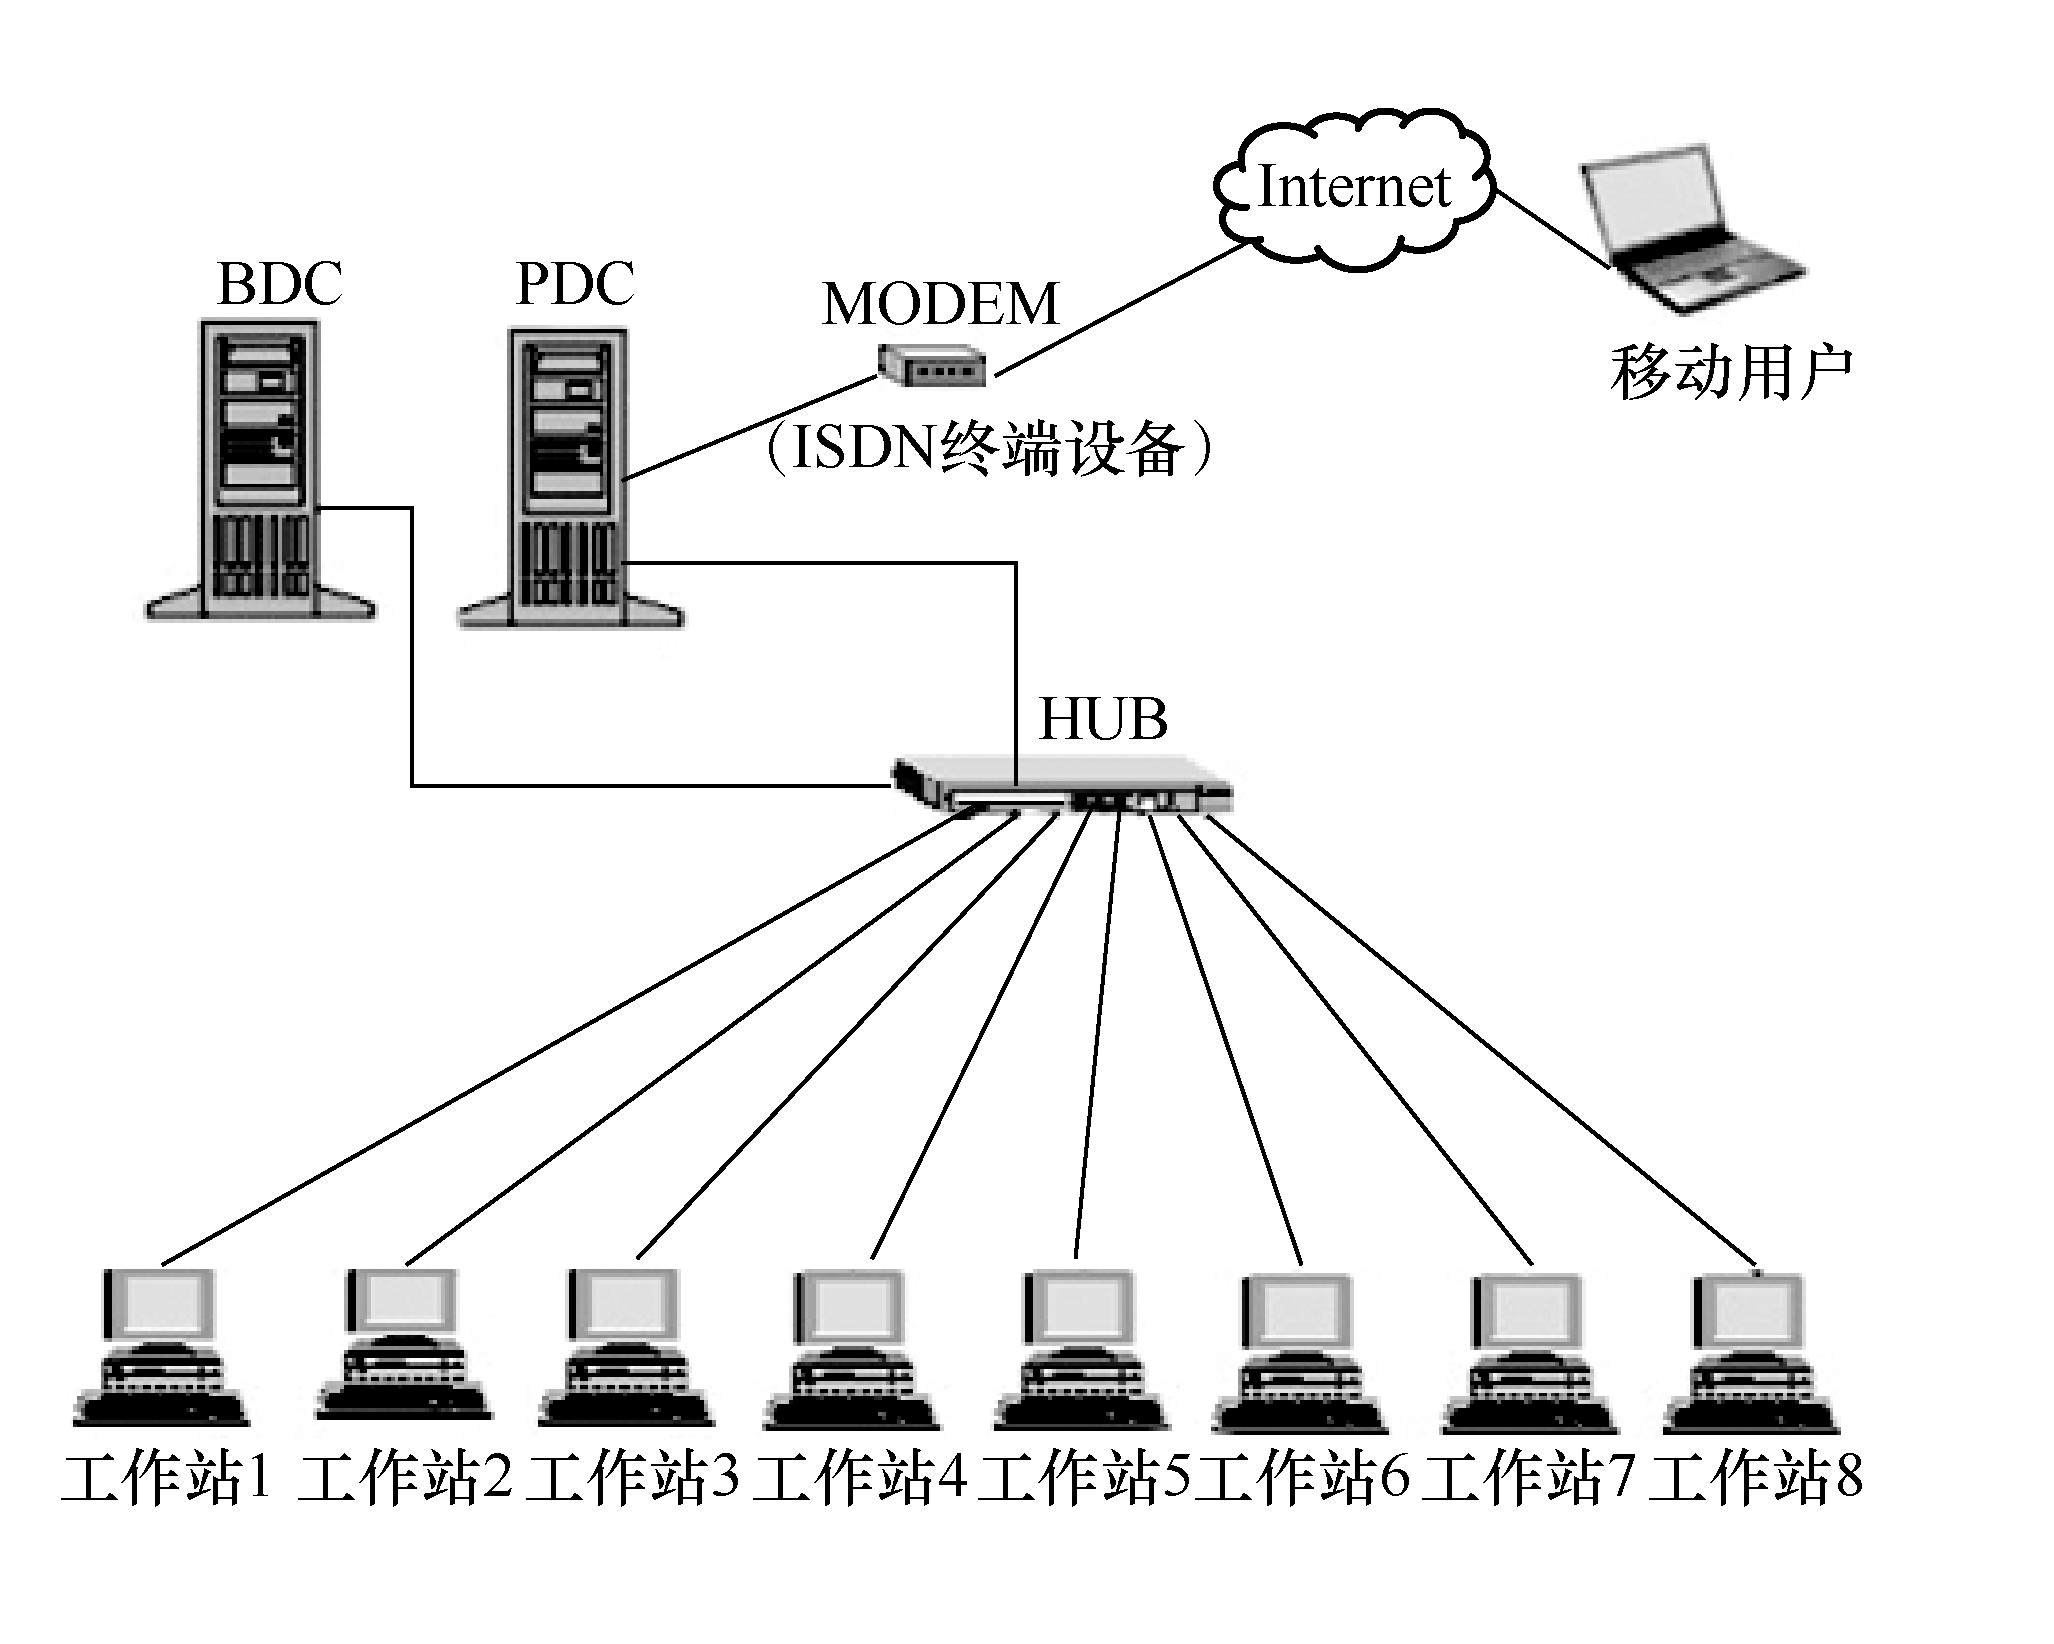 Internet
BDC
PDC
MODEM
移动用户
（ISDN终端设备）
HUB
工作站1
工作站2
工作站3
工作站4
工作站5
工作站6
工作站7
工作站8